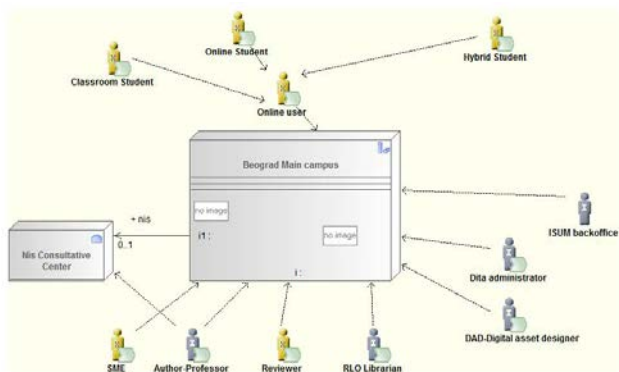 Online Student
Classroom Student
Hybrid Student
Online user
Beograd Main campus
no image
+ nis
i1 :
0..1
no image
Nis Consultative
Center
i :
ISUM backoffice
Dita administrator
DAD-Digital asset designer
SME
Author-Professor
Reviewer
RLO Librarian